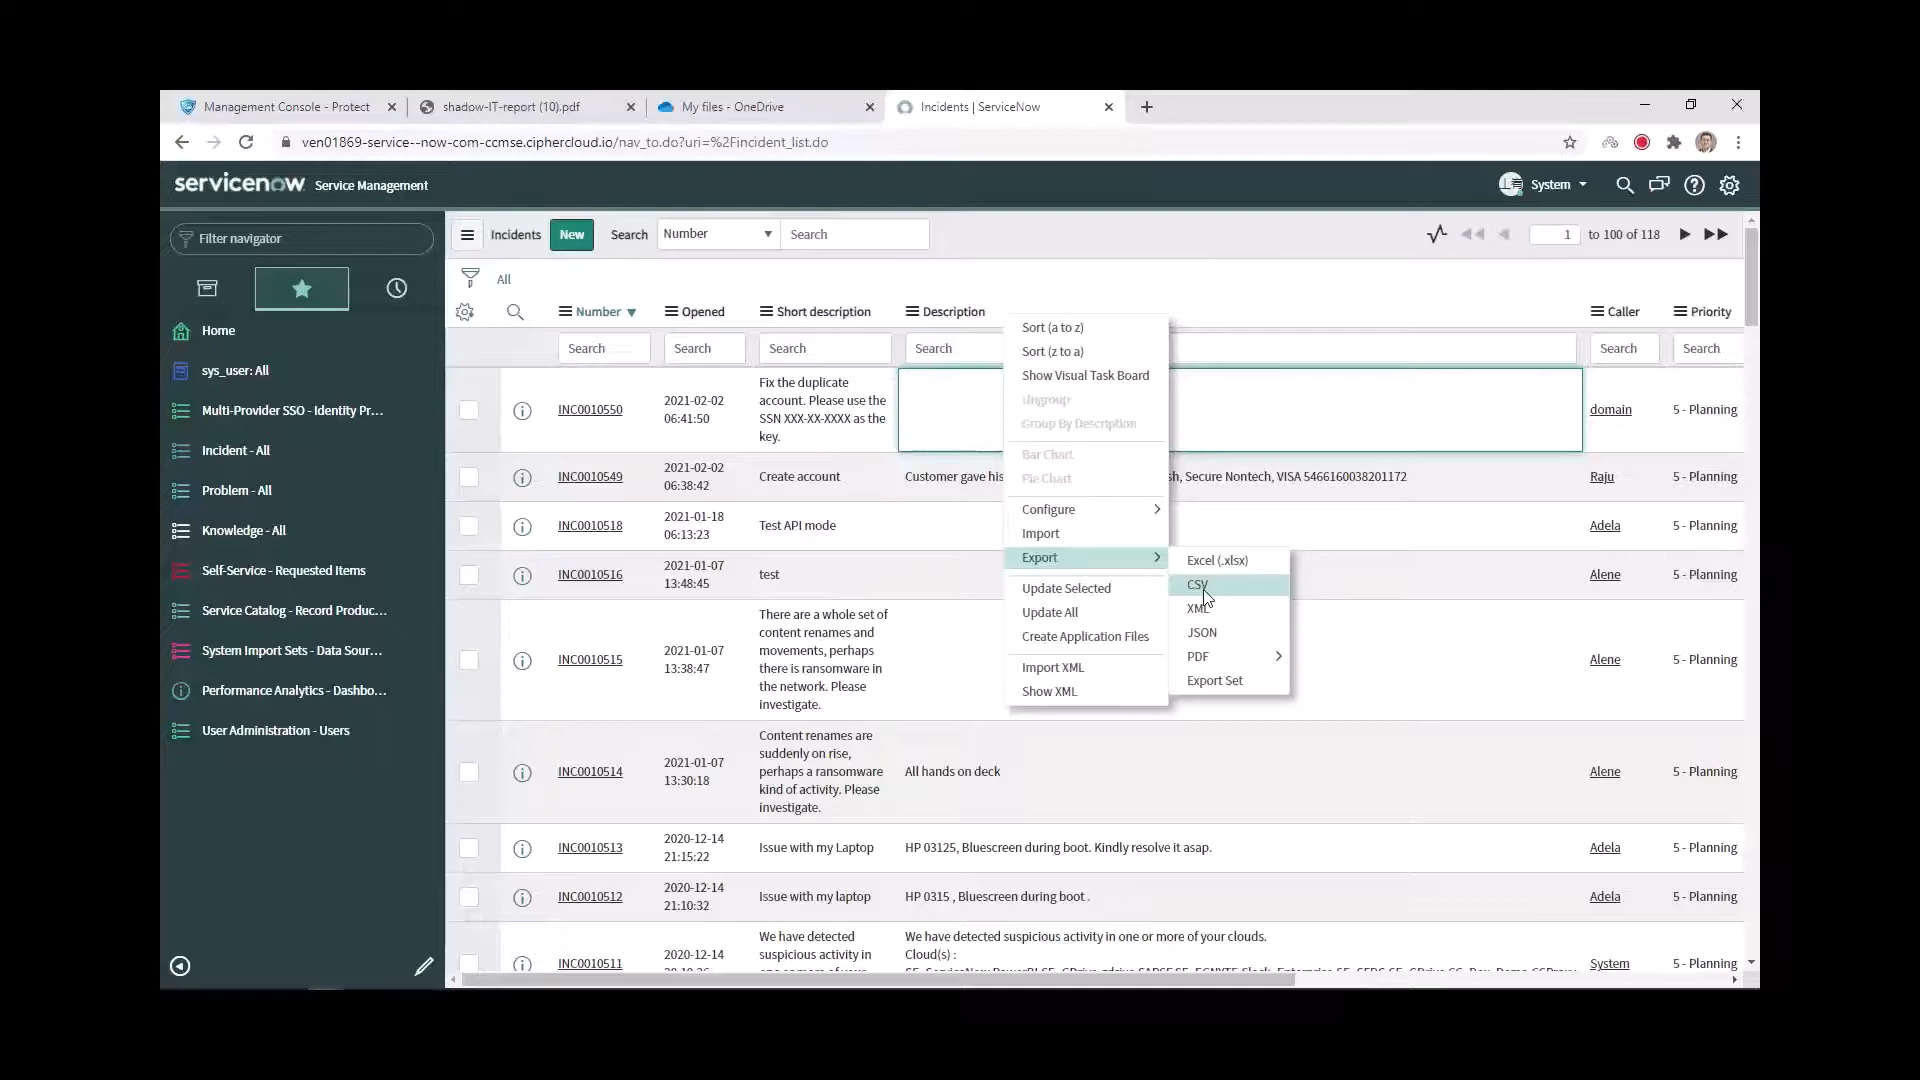 Management Console - Protect
shadow-IT-report (10).pdf
My files - OneDrive
Incidents | ServiceNow
ven01869-service--now-com-ccmse.ciphercloud.io/nav_to.do?uri=%2Fincident_list.do
servicenow Service Management
System
Filter navigator
Home
sys_user: All
Multi-Provider SSO - Identity Pr...
Incident - All
Problem - All
Knowledge - All
Self-Service - Requested Items
Service Catalog - Record Produc...
System Import Sets - Data Sour...
Performance Analytics - Dashbo...
User Administration - Users
Incidents New Search Number Search
1 to 100 of 118
All
Number Opened Short description Description Caller Priority
Search Search Search Search Search Search
INC0010550
2021-02-02
06:41:50
Fix the duplicate
account. Please use the
SSN XXX-XX-XXXX as the
key.
domain
5 - Planning
INC0010549
2021-02-02
06:38:42
Create account
Customer gave his
sh, Secure Nontech, VISA 5466160038201172
Raju
5 - Planning
INC0010518
2021-01-18
06:13:23
Test API mode
Adela
5 - Planning
INC0010516
2021-01-07
13:48:45
test
Alene
5 - Planning
INC0010515
2021-01-07
13:38:47
There are a whole set of
content renames and
movements, perhaps
there is ransomware in
the network. Please
investigate.
Alene
5 - Planning
INC0010514
2021-01-07
13:30:18
Content renames are
suddenly on rise,
perhaps a ransomware
kind of activity. Please
investigate.
All hands on deck
Alene
5 - Planning
INC0010513
2020-12-14
21:15:22
Issue with my Laptop
HP 03125, Bluescreen during boot. Kindly resolve it asap.
Adela
5 - Planning
INC0010512
2020-12-14
21:10:32
Issue with my laptop
HP 0315 , Bluescreen during boot .
Adela
5 - Planning
INC0010511
2020-12-14
We have detected
suspicious activity in
We have detected suspicious activity in one or more of your clouds.
Cloud(s) :
System
5 - Planning
Sort (a to z)
Sort (z to a)
Show Visual Task Board
Ungroup
Group By Description
Bar Chart
Pie Chart
Configure
Import
Export
Update Selected
Update All
Create Application Files
Import XML
Show XML
Excel (.xlsx)
CSV
XML
JSON
PDF
Export Set